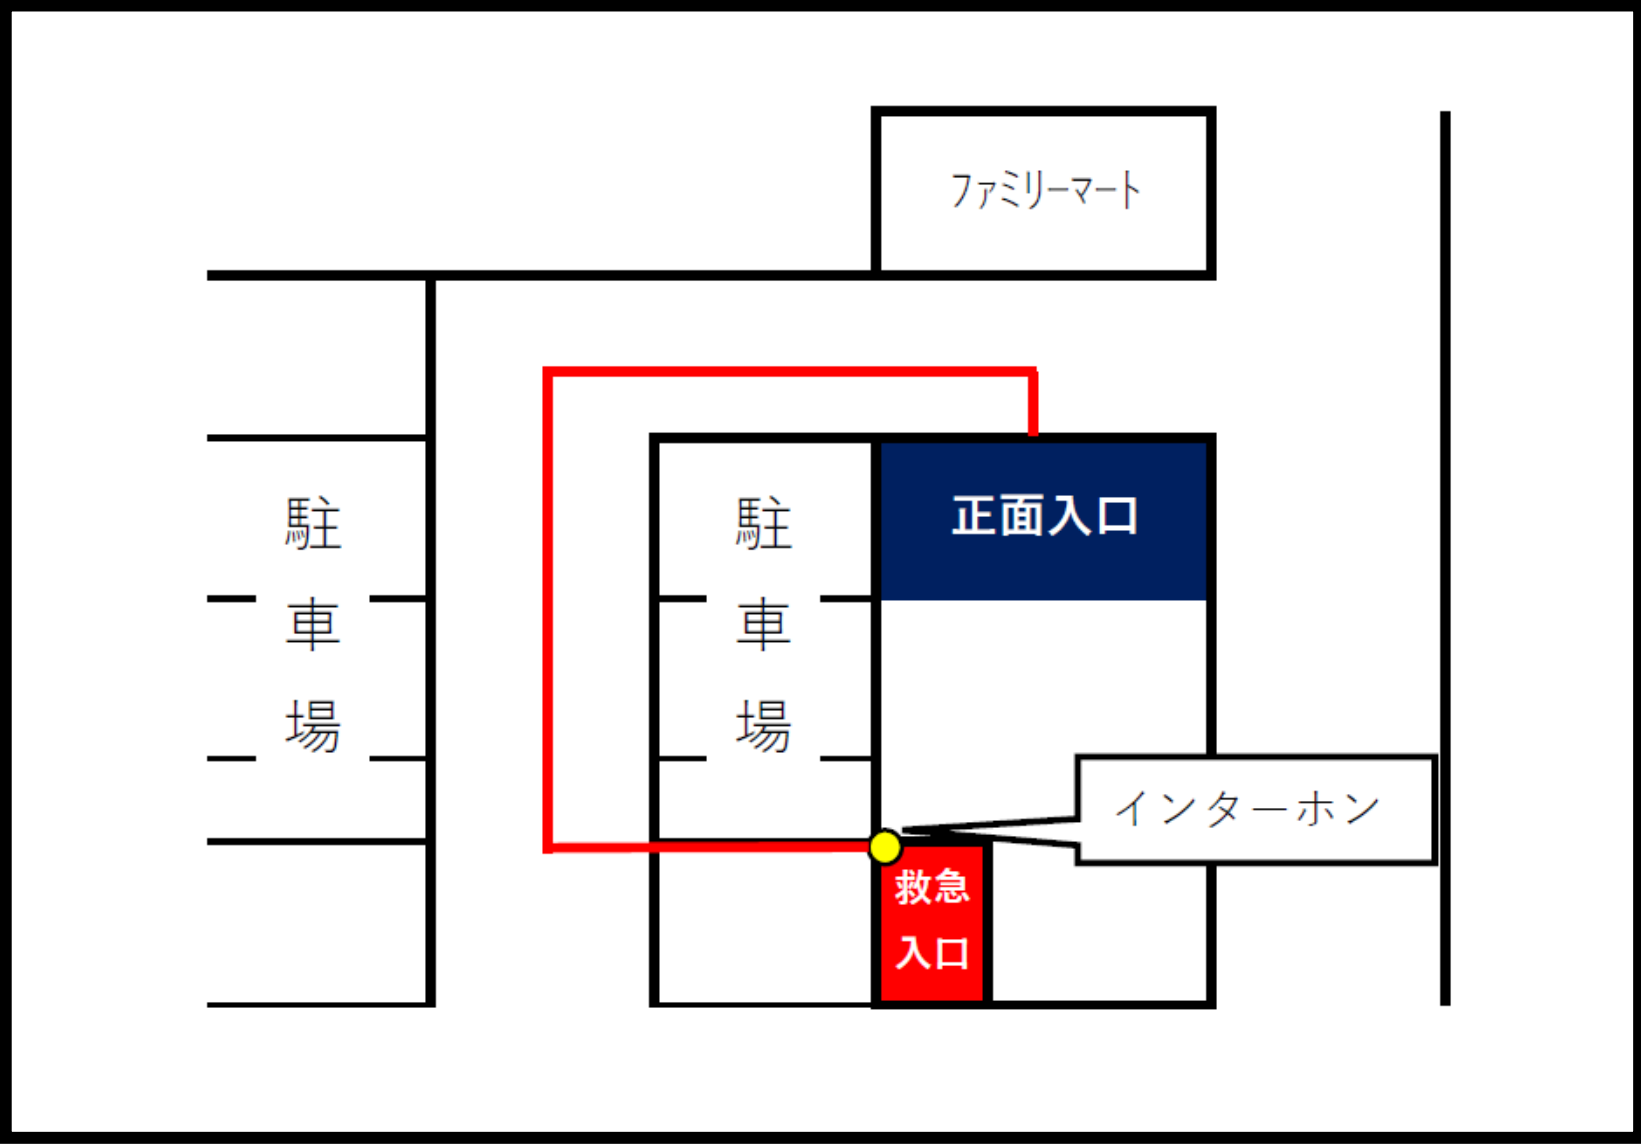 ファミリーマート
正面入口
駐車場
駐車場
インターホン
救急
入口